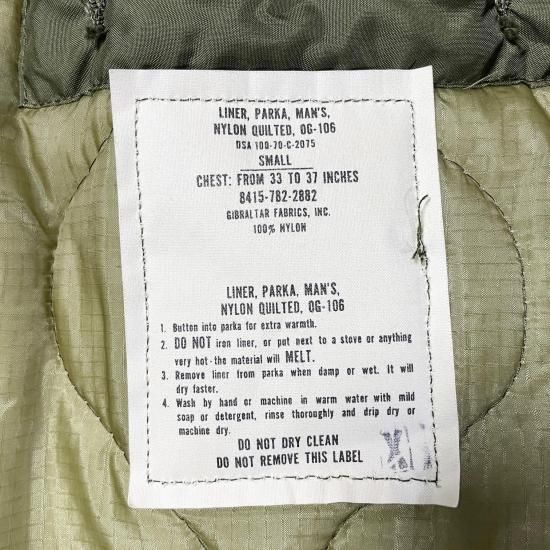 LINER, PARKA, MAN'S,
NYLON QUILTED, OG-106
DSA 100-70-C-2075
SMALL
CHEST: FROM 33 TO 37 INCHES
8415-782-2882
GIBRALTAR FABRICS, INC.
100% NYLON
LINER, PARKA, MAN'S,
NYLON QUILTED, OG-106
1. Button into parka for extra warmth.
2. DO NOT iron liner, or put next to a stove or anything
very hot-the material will MELT.
3. Remove liner from parka when damp or wet. It will
dry faster.
4. Wash by hand or machine in warm water with mild
soap or detergent, rinse thoroughly and drip dry or
machine dry.
DO NOT DRY CLEAN
DO NOT REMOVE THIS LABEL